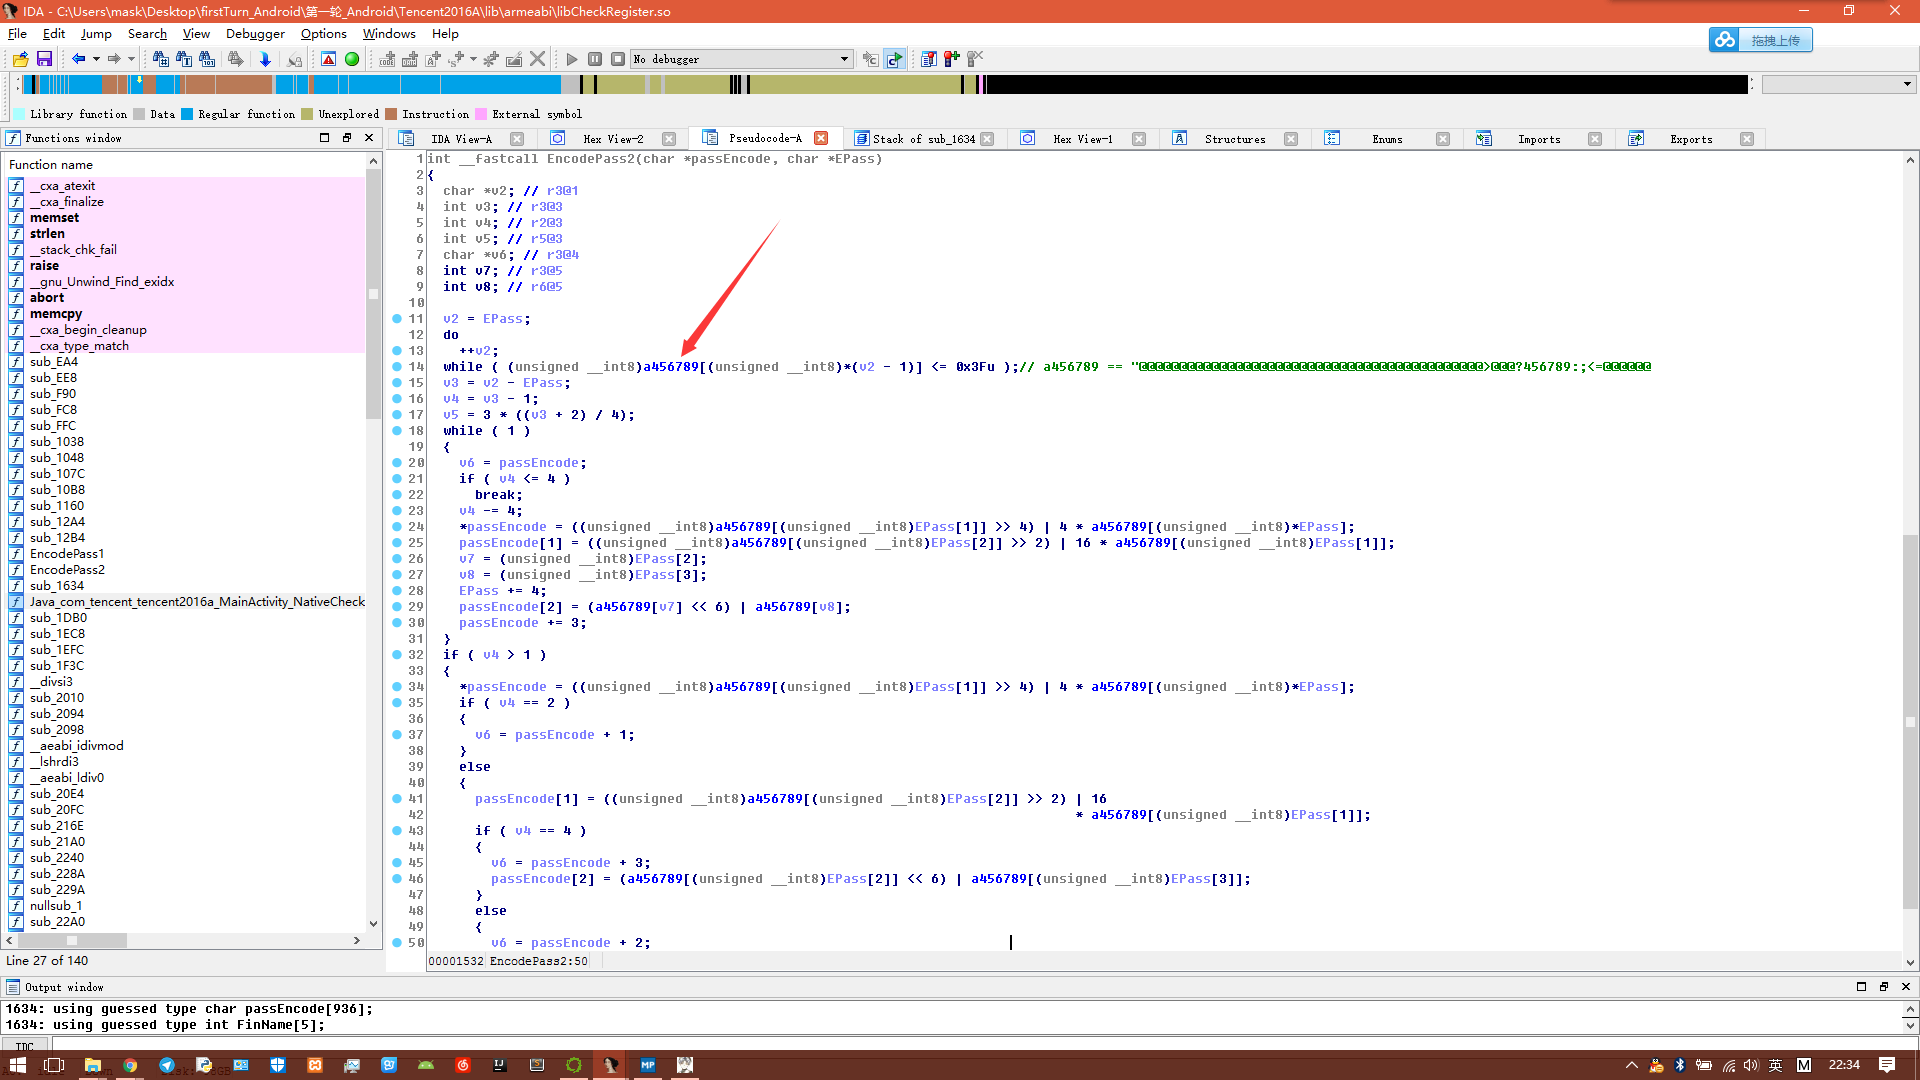 IDA - C:\Users\mask\Desktop\firstTurn_Android\第一轮_Android\Tencent2016A\lib\armeabi\libCheckRegister.so
File Edit Jump Search View Debugger Options Windows Help
拖拽上传
No debugger
Library function Data Regular function Unexplored Instruction External symbol
Functions window
IDA View-A Hex View-2 Pseudocode-A Stack of sub_1634 Hex View-1 Structures Enums Imports Exports
Function name
__cxa_atexit
__cxa_finalize
memset
strlen
__stack_chk_fail
raise
__gnu_Unwind_Find_exidx
abort
memcpy
__cxa_begin_cleanup
__cxa_type_match
sub_EA4
sub_EE8
sub_F90
sub_FC8
sub_FFC
sub_1038
sub_1048
sub_107C
sub_10B8
sub_1160
sub_12A4
sub_12B4
EncodePass1
EncodePass2
sub_1634
Java_com_tencent_tencent2016a_MainActivity_NativeCheck
sub_1DB0
sub_1EC8
sub_1EFC
sub_1F3C
__divsi3
sub_2010
sub_2094
sub_2098
__aeabi_idivmod
__lshrdi3
__aeabi_ldiv0
sub_20E4
sub_20FC
sub_216E
sub_21A0
sub_2240
sub_228A
sub_229A
nullsub_1
sub_22A0
Line 27 of 140
1 int __fastcall EncodePass2(char *passEncode, char *EPass)
2 {
3 char *v2; // r3@1
4 int v3; // r3@3
5 int v4; // r2@3
6 int v5; // r5@3
7 char *v6; // r3@4
8 int v7; // r3@5
9 int v8; // r6@5
10
11 v2 = EPass;
12 do
13 ++v2;
14 while ( (unsigned __int8)a456789[(unsigned __int8)*(v2 - 1)] <= 0x3Fu );// a456789 == "@@@@@@@@@@@@@@@@@@@@@@@@@@@@@@@@@@@@@@@@@@@>@@@?456789:;<=@@@@@@
15 v3 = v2 - EPass;
16 v4 = v3 - 1;
17 v5 = 3 * ((v3 + 2) / 4);
18 while ( 1 )
19 {
20 v6 = passEncode;
21 if ( v4 <= 4 )
22 break;
23 v4 -= 4;
24 *passEncode = ((unsigned __int8)a456789[(unsigned __int8)EPass[1]] >> 4) | 4 * a456789[(unsigned __int8)*EPass];
25 passEncode[1] = ((unsigned __int8)a456789[(unsigned __int8)EPass[2]] >> 2) | 16 * a456789[(unsigned __int8)EPass[1]];
26 v7 = (unsigned __int8)EPass[2];
27 v8 = (unsigned __int8)EPass[3];
28 EPass += 4;
29 passEncode[2] = (a456789[v7] << 6) | a456789[v8];
30 passEncode += 3;
31 }
32 if ( v4 > 1 )
33 {
34 *passEncode = ((unsigned __int8)a456789[(unsigned __int8)EPass[1]] >> 4) | 4 * a456789[(unsigned __int8)*EPass];
35 if ( v4 == 2 )
36 {
37 v6 = passEncode + 1;
38 }
39 else
40 {
41 passEncode[1] = ((unsigned __int8)a456789[(unsigned __int8)EPass[2]] >> 2) | 16
42 * a456789[(unsigned __int8)EPass[1]];
43 if ( v4 == 4 )
44 {
45 v6 = passEncode + 3;
46 passEncode[2] = (a456789[(unsigned __int8)EPass[2]] << 6) | a456789[(unsigned __int8)EPass[3]];
47 }
48 else
49 {
50 v6 = passEncode + 2;
00001532 EncodePass2:50
Output window
1634: using guessed type char passEncode[936];
1634: using guessed type int FinName[5];
IDC
英 M 22:34